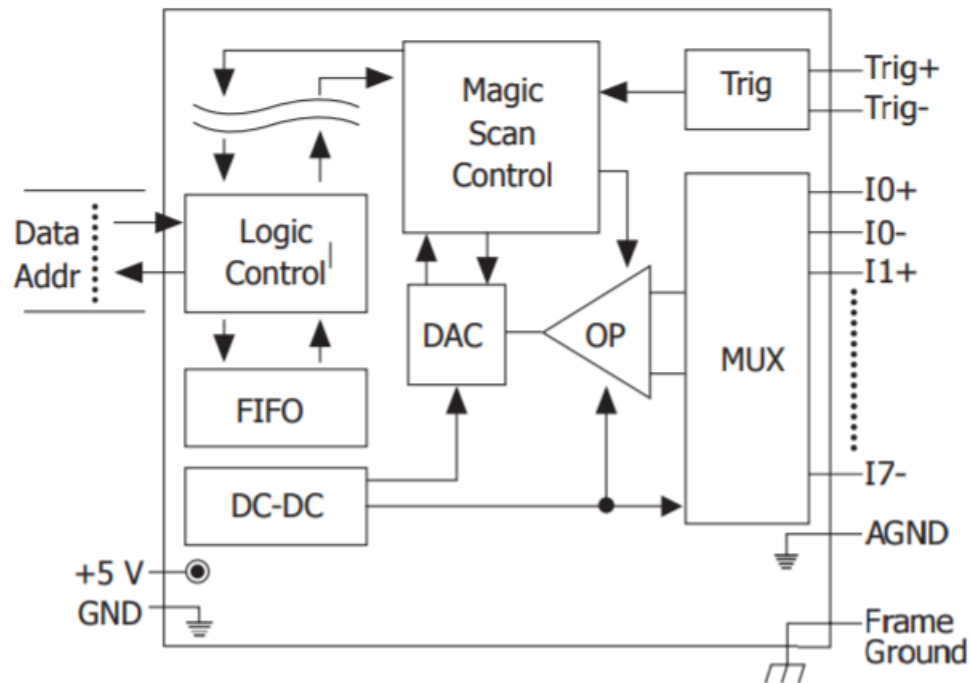 Magic
Scan
Control
Trig
Trig+
Trig-
I0+
I0-
I1+
Data
Addr
Logic
Control
DAC
OP
MUX
FIFO
I7-
DC-DC
AGND
+5 V
GND
Frame
Ground